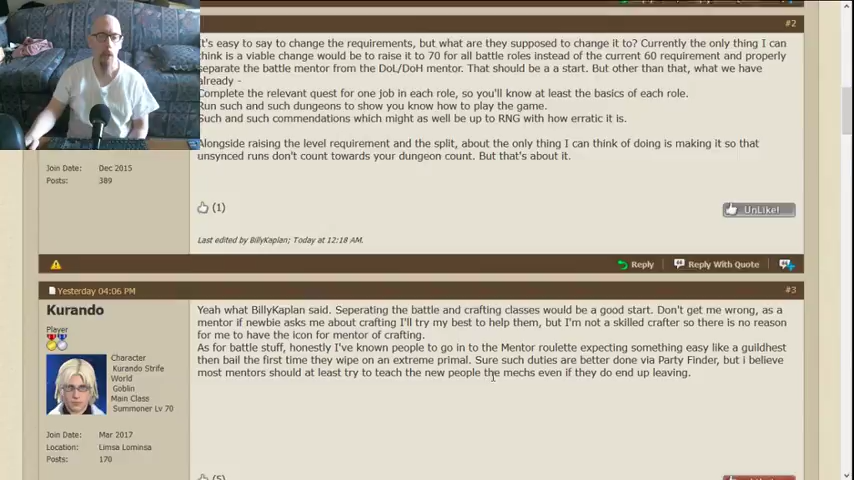 #2
It's easy to say to change the requirements, but what are they supposed to change it to? Currently the only thing I can
think is a viable change would be to raise it to 70 for all battle roles instead of the current 60 requirement and properly
separate the battle mentor from the DoL/DoH mentor. That should be a a start. But other than that, what we have
already -
Complete the relevant quest for one job in each role, so you'll know at least the basics of each role.
Run such and such dungeons to show you know how to play the game.
Such and such commendations which might as well be up to RNG with how erratic it is.
Alongside raising the level requirement and the split, about the only thing I can think of doing is making it so that
unsynced runs don't count towards your dungeon count. But that's about it.
Join Date: Dec 2015
Posts: 389
(1)
UnLike!
Last edited by BillyKaplan; Today at 12:18 AM.
Reply
Reply With Quote
Yesterday 04:06 PM
#3
Kurando
Player
Character
Kurando Strife
World
Goblin
Main Class
Summoner Lv 70
Join Date: Mar 2017
Location: Limsa Lominsa
Posts: 170
Yeah what BillyKaplan said. Seperating the battle and crafting classes would be a good start. Don't get me wrong, as a
mentor if newbie asks me about crafting I'll try my best to help them, but I'm not a skilled crafter so there is no reason
for me to have the icon for mentor of crafting.
As for battle stuff, honestly I've known people to go in to the Mentor roulette expecting something easy like a guildhest
then bail the first time they wipe on an extreme primal. Sure such duties are better done via Party Finder, but i believe
most mentors should at least try to teach the new people the mechs even if they do end up leaving.
(5)